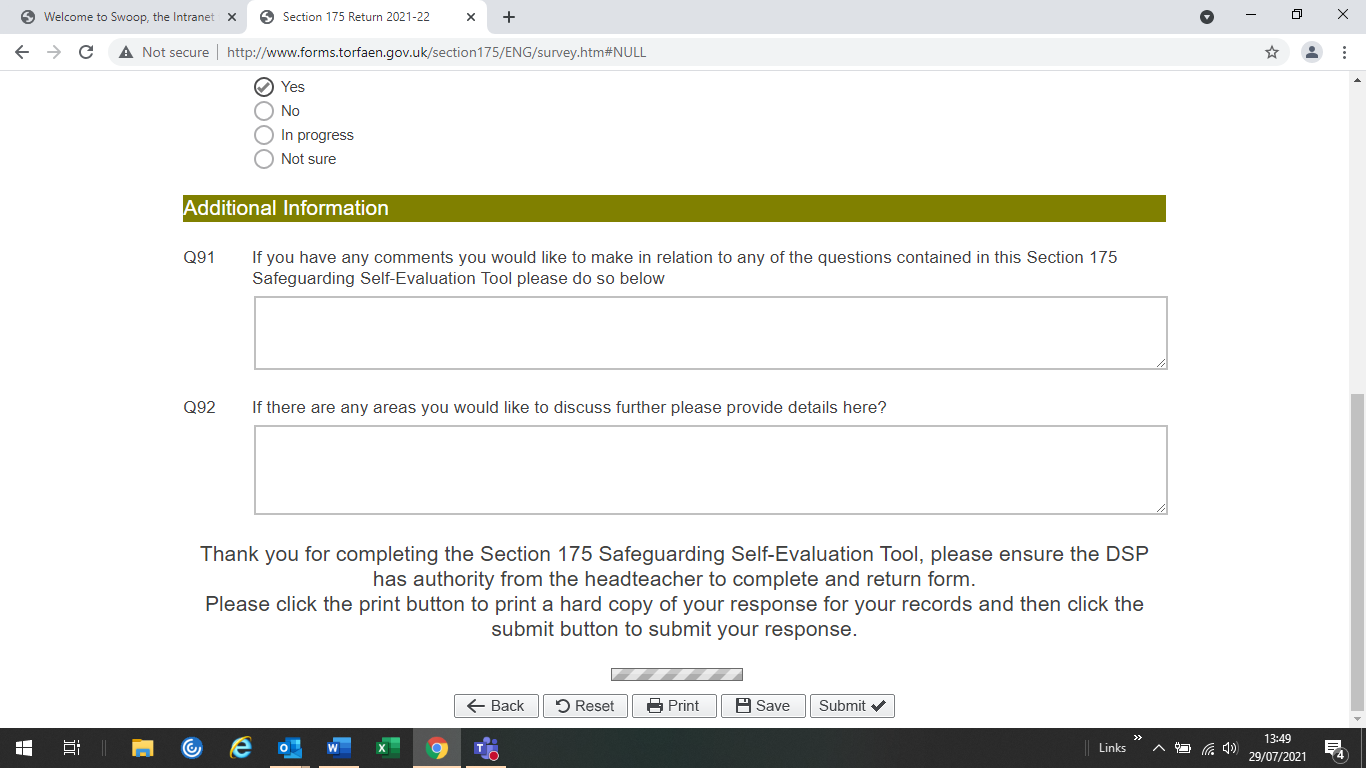 Welcome to Swoop, the Intranet
Section 175 Return 2021-22
Not secure
http://www.forms.torfaen.gov.uk/section175/ENG/survey.htm#NULL
Yes
No
In progress
Not sure
Additional Information
Q91 If you have any comments you would like to make in relation to any of the questions contained in this Section 175
Safeguarding Self-Evaluation Tool please do so below
Q92 If there are any areas you would like to discuss further please provide details here?
Thank you for completing the Section 175 Safeguarding Self-Evaluation Tool, please ensure the DSP
has authority from the headteacher to complete and return form.
Please click the print button to print a hard copy of your response for your records and then click the
submit button to submit your response.
Back Reset Print Save Submit
Links
13:49
29/07/2021
4